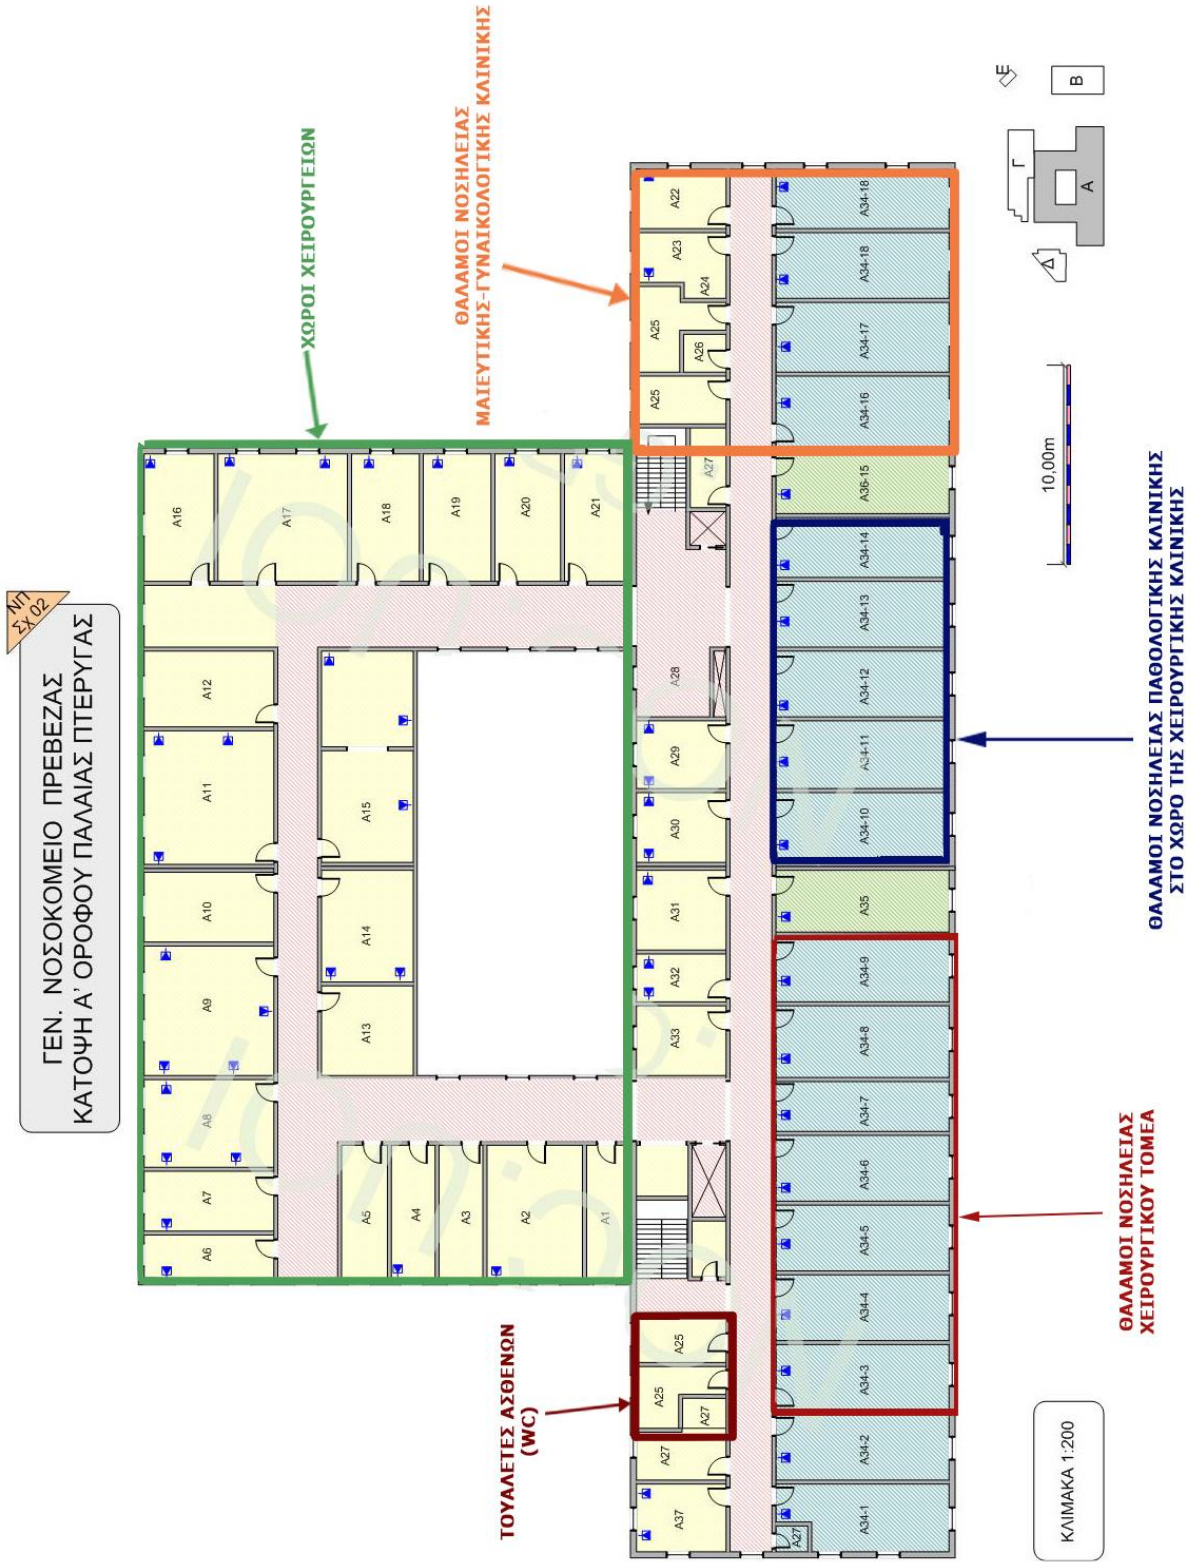 ΝΠ
ΣΧ 02
ΓΕΝ. ΝΟΣΟΚΟΜΕΙΟ ΠΡΕΒΕΖΑΣ
ΚΑΤΟΨΗ Α' ΟΡΟΦΟΥ ΠΑΛΑΙΑΣ ΠΤΕΡΥΓΑΣ
ΧΩΡΟΙ ΧΕΙΡΟΥΡΓΕΙΩΝ
ΘΑΛΑΜΟΙ ΝΟΣΗΛΕΙΑΣ
ΜΑΙΕΥΤΙΚΗΣ-ΓΥΝΑΙΚΟΛΟΓΙΚΗΣ ΚΛΙΝΙΚΗΣ
ΤΟΥΑΛΕΤΕΣ ΑΣΘΕΝΩΝ
(WC)
ΘΑΛΑΜΟΙ ΝΟΣΗΛΕΙΑΣ
ΧΕΙΡΟΥΡΓΙΚΟΥ ΤΟΜΕΑ
ΘΑΛΑΜΟΙ ΝΟΣΗΛΕΙΑΣ ΠΑΘΟΛΟΓΙΚΗΣ ΚΛΙΝΙΚΗΣ
ΣΤΟ ΧΩΡΟ ΤΗΣ ΧΕΙΡΟΥΡΓΙΚΗΣ ΚΛΙΝΙΚΗΣ
A6
A7
A8
A9
A10
A11
A12
A16
A17
A18
A19
A20
A21
A13
A14
A15
A5
A4
A3
A2
A1
A37
A27
A25
A27
A25
A33
A32
A31
A30
A29
A28
A27
A25
A26
A25
A24
A23
A22
A27
A34-1
A34-2
A34-3
A34-4
A34-5
A34-6
A34-7
A34-8
A34-9
A35
A34-10
A34-11
A34-12
A34-13
A34-14
A36-15
A34-16
A34-17
A34-18
A34-18
ΚΛΙΜΑΚΑ 1:200
10,00m
Δ
Γ
A
E
B